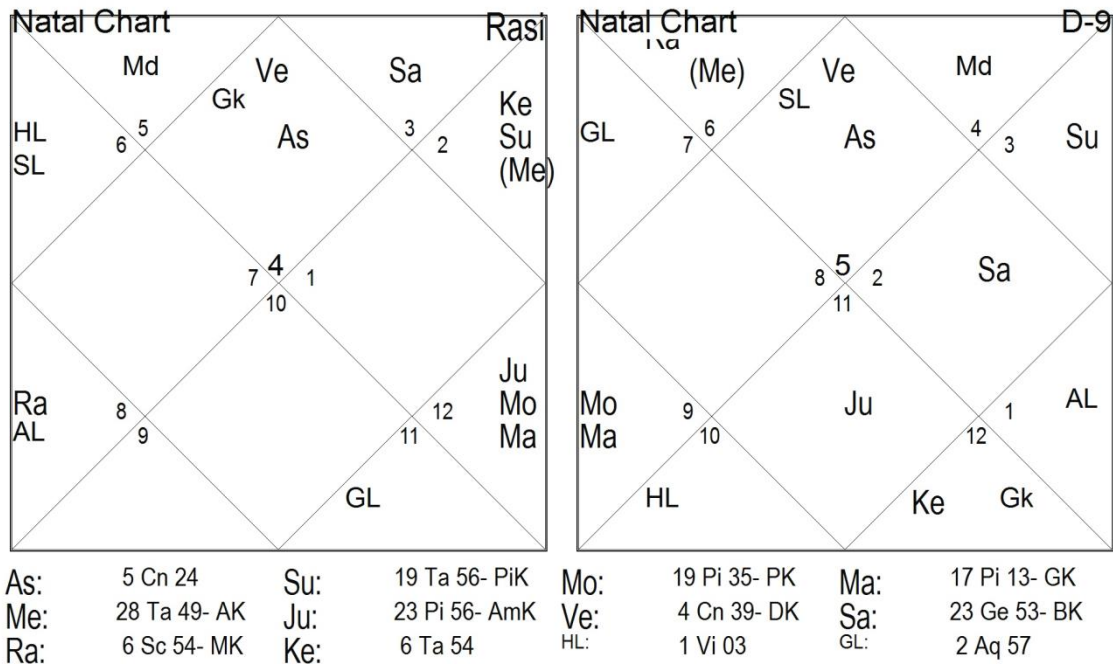 Natal Chart Rasi
Md
Ve
Sa
Gk
Ke
Su
(Me)
HL
SL
5
6
As
3
2
7
4
1
10
Ra
AL
8
9
Ju
Mo
Ma
12
11
GL
Natal Chart D-9
(Me)
Ve
Md
SL
GL
6
7
As
4
3
Su
8
5
2
11
Sa
Mo
Ma
9
10
Ju
1
12
AL
HL
Ke
Gk
As: 5 Cn 24 Su: 19 Ta 56- PiK Mo: 19 Pi 35- PK Ma: 17 Pi 13- GK
Me: 28 Ta 49- AK Ju: 23 Pi 56- AmK Ve: 4 Cn 39- DK Sa: 23 Ge 53- BK
Ra: 6 Sc 54- MK Ke: 6 Ta 54 HL: 1 Vi 03 GL: 2 Aq 57